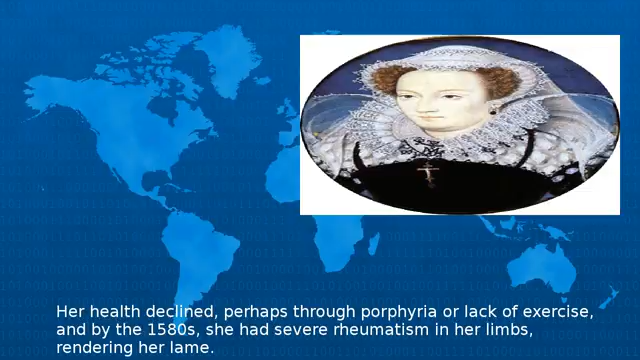 Her health declined, perhaps through porphyria or lack of exercise,
and by the 1580s, she had severe rheumatism in her limbs,
rendering her lame.